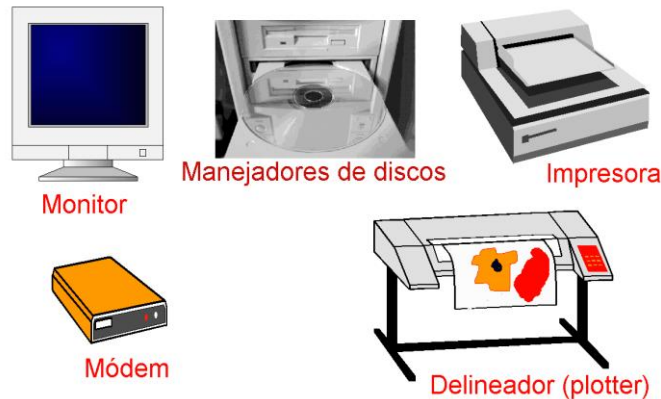 Monitor
Manejadores de discos
Impresora
Módem
Delineador (plotter)